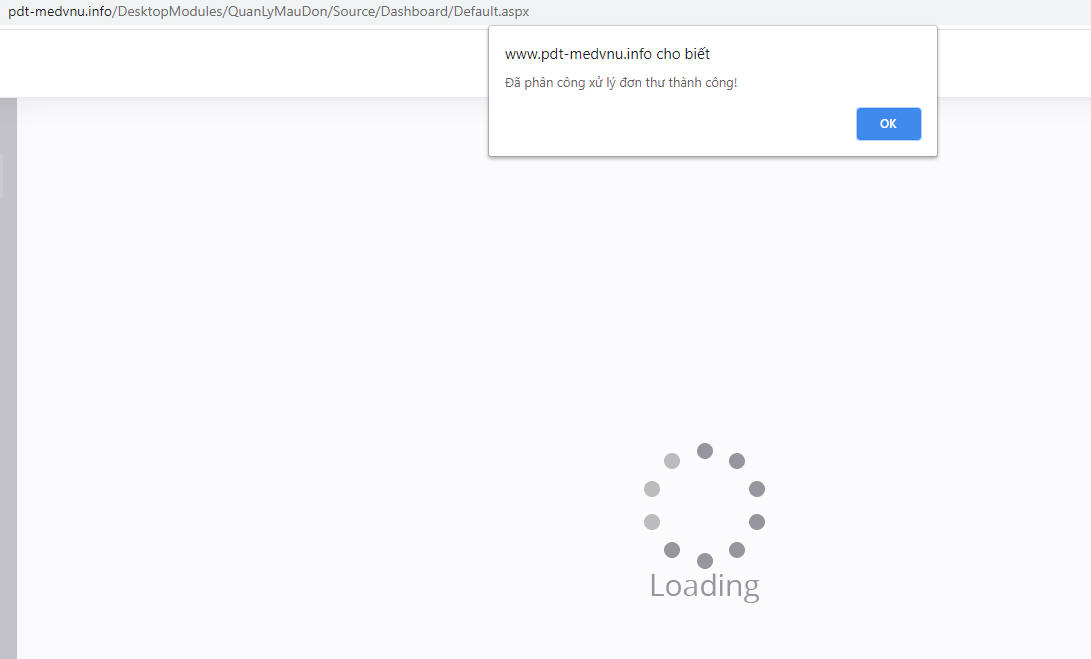 pdt-medvnu.info/DesktopModules/QuanLyMauDon/Source/Dashboard/Default.aspx
www.pdt-medvnu.info cho biết
Đã phân công xử lý đơn thư thành công!
OK
Loading